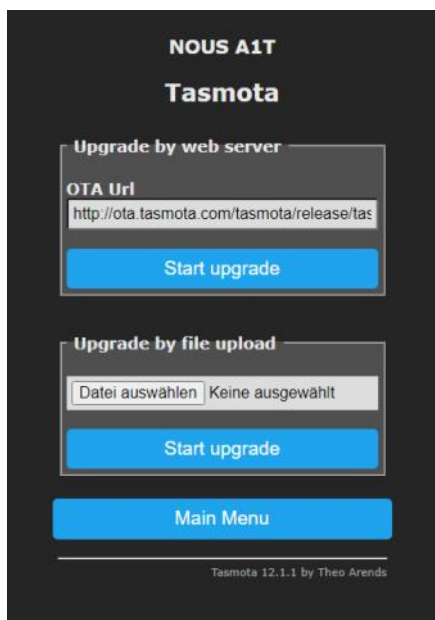 NOUS A1T
Tasmota
Upgrade by web server
OTA Url
http://ota.tasmota.com/tasmota/release/tas
Start upgrade
Upgrade by file upload
Datei auswählen Keine ausgewählt
Start upgrade
Main Menu
Tasmota 12.1.1 by Theo Arends